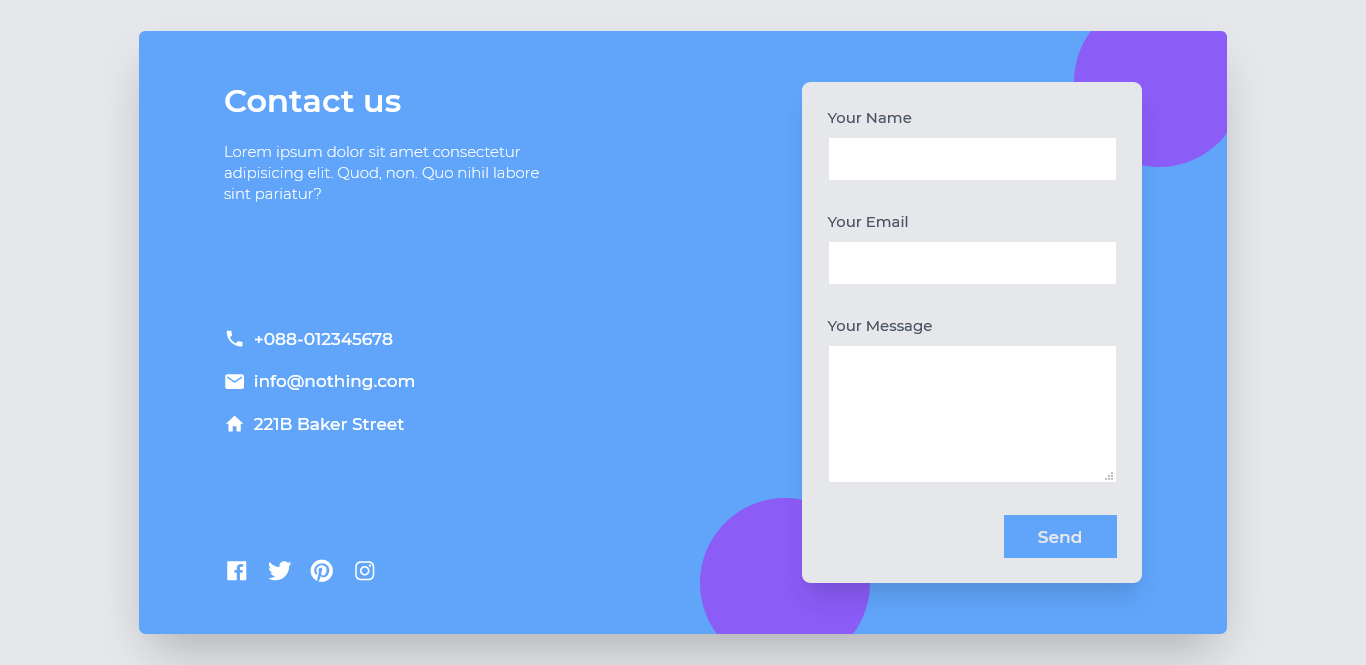 Contact us
Lorem ipsum dolor sit amet consectetur
adipisicing elit. Quod, non. Quo nihil labore
sint pariatur?
+088-012345678
info@nothing.com
221B Baker Street
Your Name
Your Email
Your Message
Send